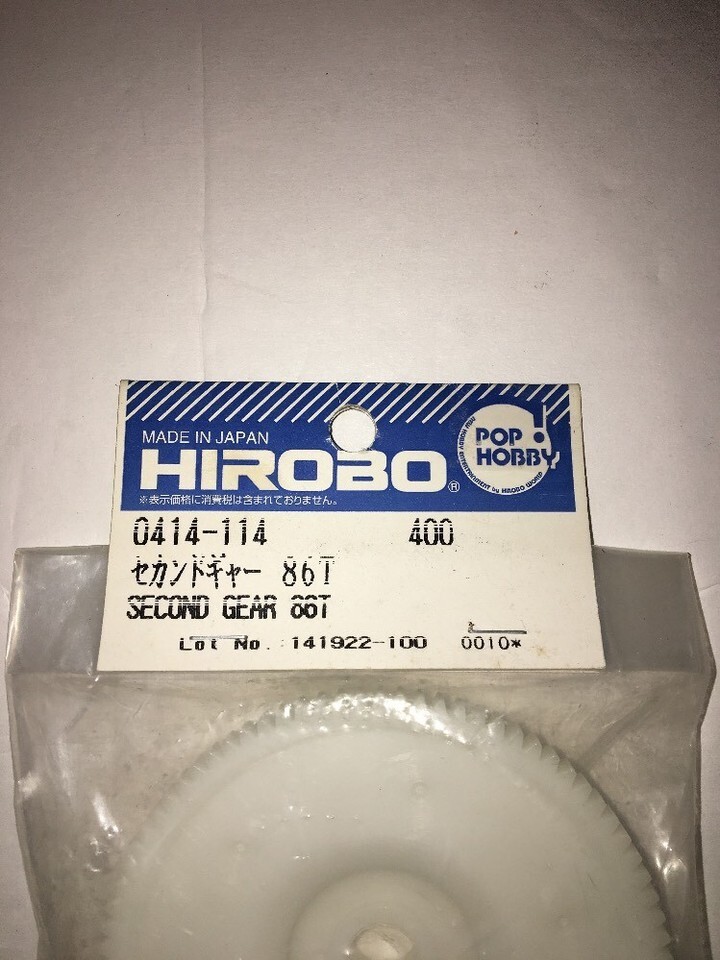 MADE IN JAPAN
HIROBO®
POP!
HOBBY
※表示価格に消費税は含まれておりません。
0414-114 400
セカンドギャー 86T
SECOND GEAR 86T
Lot No. : 141922-100 0010*